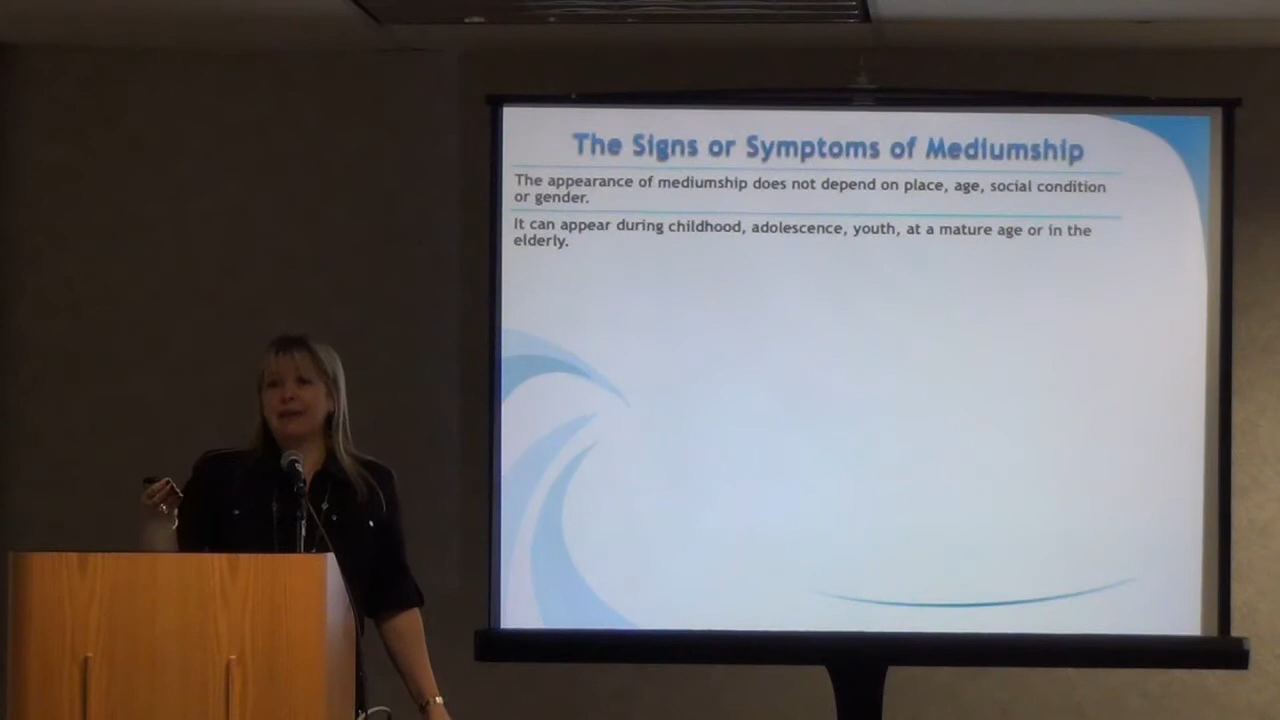 The Signs or Symptoms of Mediumship
The appearance of mediumship does not depend on place, age, social condition
or gender.
It can appear during childhood, adolescence, youth, at a mature age or in the
elderly.